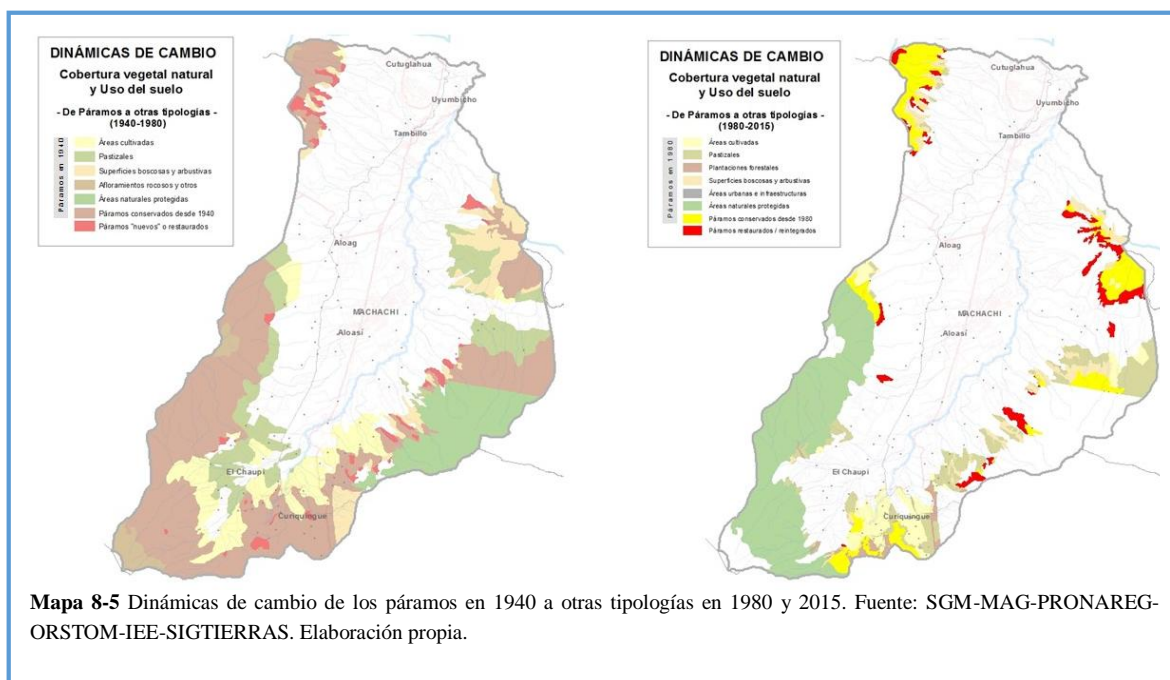 DINÁMICAS DE CAMBIO
Cobertura vegetal natural
y Uso del suelo
- De Páramos a otras tipologías -
(1940-1980)
Páramos en 1940
Áreas cultivadas
Pastizales
Superficies boscosas y arbustivas
Afloramientos rocosos y otros
Áreas naturales protegidas
Páramos conservados desde 1940
Páramos "nuevos" o restaurados
Cutuglahua
Uyumbicho
Tambillo
Aloag
MACHACHI
Aloasí
El Chaupi
Curiquingue
DINÁMICAS DE CAMBIO
Cobertura vegetal natural
y Uso del suelo
- De Páramos a otras tipologías -
(1980-2015)
Páramos en 1980
Áreas cultivadas
Pastizales
Plantaciones forestales
Superficies boscosas y arbustivas
Áreas urbanas e infraestructuras
Áreas naturales protegidas
Páramos conservados desde 1980
Páramos restaurados / reintegrados
Cutuglahua
Uyumbicho
Tambillo
Aloag
MACHACHI
Aloasí
El Chaupi
Curiquingue
Mapa 8-5 Dinámicas de cambio de los páramos en 1940 a otras tipologías en 1980 y 2015. Fuente: SGM-MAG-PRONAREG-
ORSTOM-IEE-SIGTIERRAS. Elaboración propia.